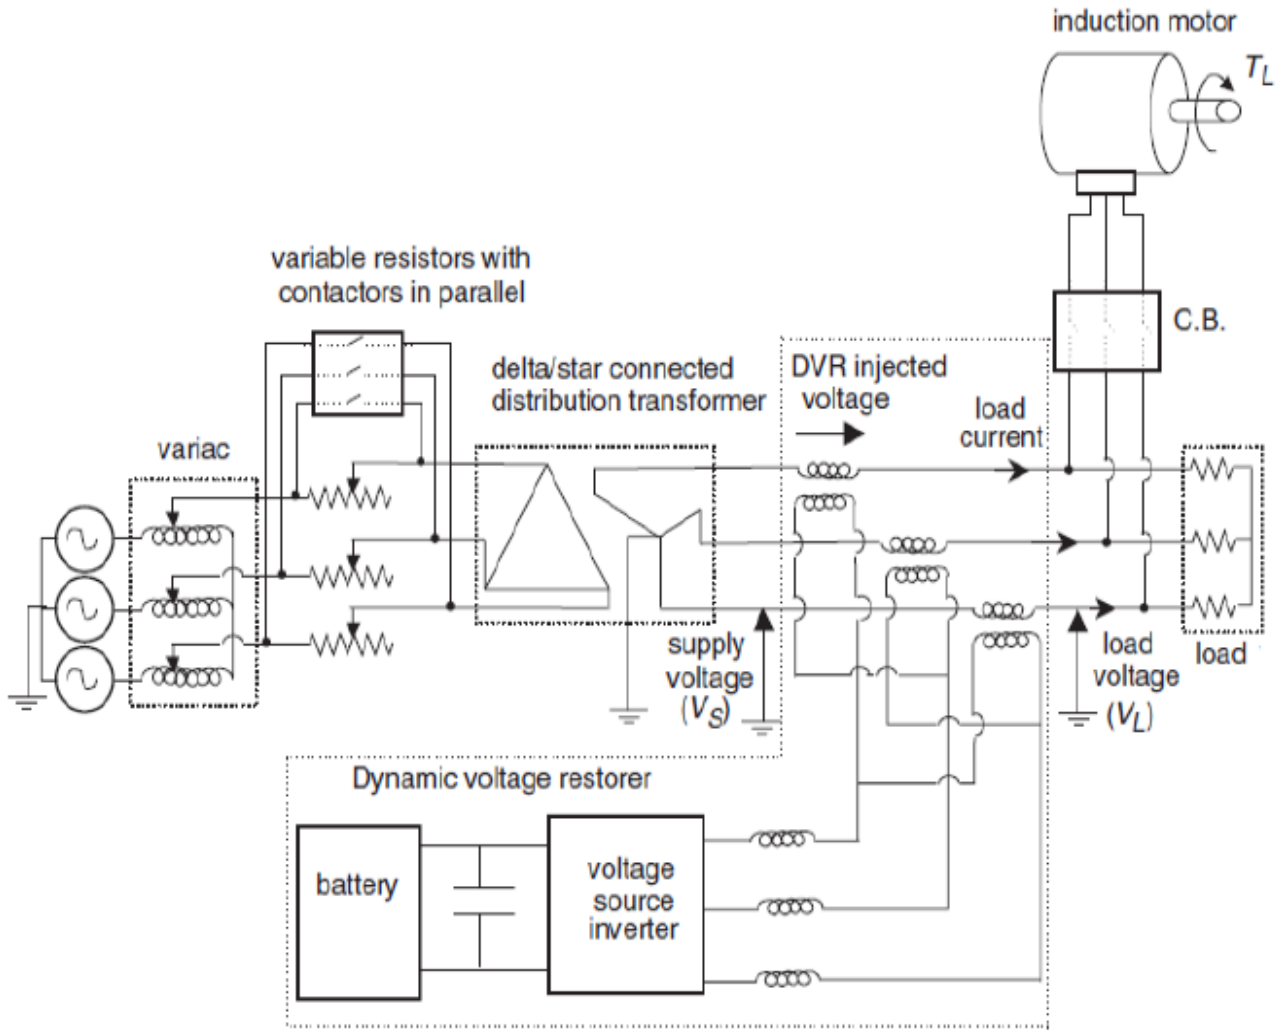 induction motor
T_L
variable resistors with
contactors in parallel
C.B.
delta/star connected
distribution transformer
DVR injected
voltage
load
current
variac
supply
voltage
(V_S)
load
voltage
(V_L)
load
Dynamic voltage restorer
battery
voltage
source
inverter